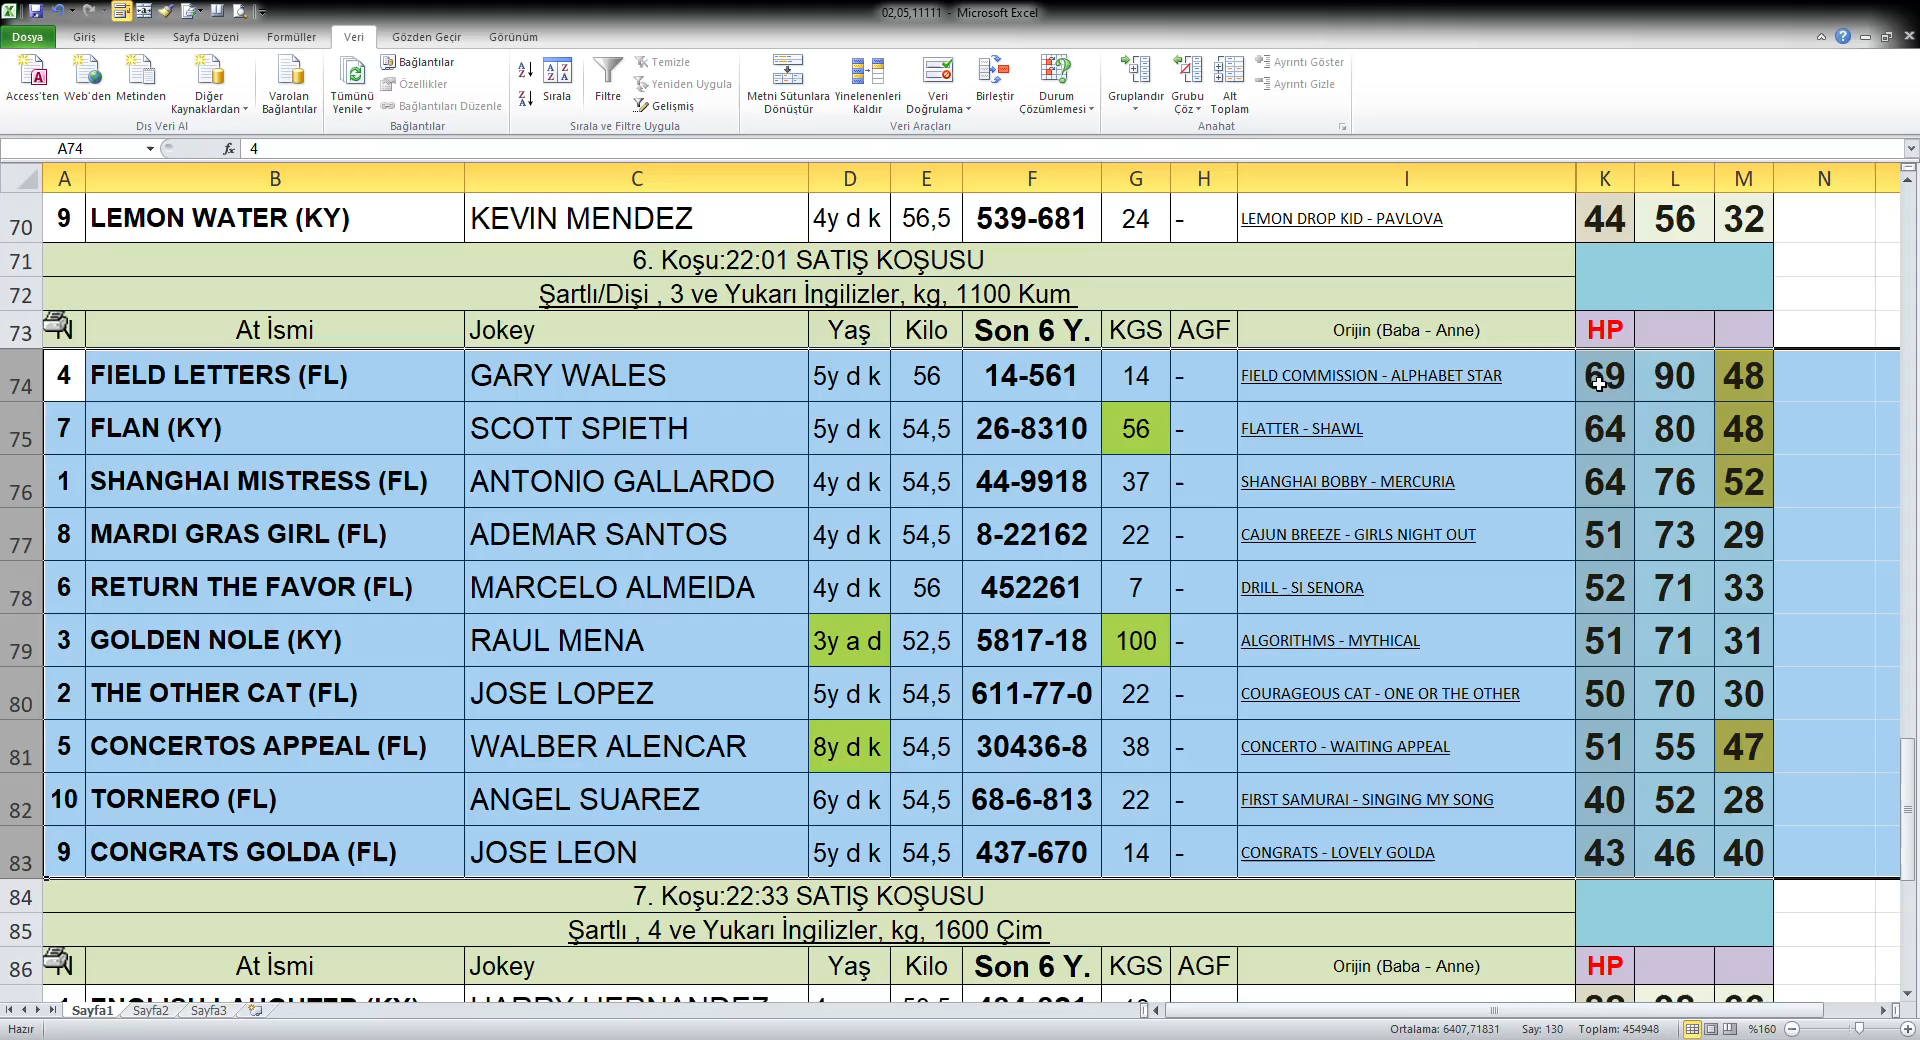 02,05,11111 - Microsoft Excel
Dosya Giriş Ekle Sayfa Düzeni Formüller Veri Gözden Geçir Görünüm
Access'ten Web'den Metinden Diğer Kaynaklardan Varolan Bağlantılar Tümünü Yenile Bağlantılar Özellikler Bağlantıları Düzenle Sırala Filtre Temizle Yeniden Uygula Gelişmiş Metni Sütunlara Dönüştür Yinelenenleri Kaldır Veri Doğrulama Birleştir Durum Çözümlemesi Gruplandır Grubu Çöz Alt Toplam Ayrıntı Göster Ayrıntı Gizle
Dış Veri Al Bağlantılar Sırala ve Filtre Uygula Veri Araçları Anahat
A74 fx 4
A B C D E F G H I K L M N
70 9 LEMON WATER (KY) KEVIN MENDEZ 4y d k 56,5 539-681 24 - LEMON DROP KID - PAVLOVA 44 56 32
71 6. Koşu:22:01 SATIŞ KOŞUSU
72 Şartlı/Dişi , 3 ve Yukarı İngilizler, kg, 1100 Kum
73 N At İsmi Jokey Yaş Kilo Son 6 Y. KGS AGF Orijin (Baba - Anne) HP
74 4 FIELD LETTERS (FL) GARY WALES 5y d k 56 14-561 14 - FIELD COMMISSION - ALPHABET STAR 69 90 48
75 7 FLAN (KY) SCOTT SPIETH 5y d k 54,5 26-8310 56 - FLATTER - SHAWL 64 80 48
76 1 SHANGHAI MISTRESS (FL) ANTONIO GALLARDO 4y d k 54,5 44-9918 37 - SHANGHAI BOBBY - MERCURIA 64 76 52
77 8 MARDI GRAS GIRL (FL) ADEMAR SANTOS 4y d k 54,5 8-22162 22 - CAJUN BREEZE - GIRLS NIGHT OUT 51 73 29
78 6 RETURN THE FAVOR (FL) MARCELO ALMEIDA 4y d k 56 452261 7 - DRILL - SI SENORA 52 71 33
79 3 GOLDEN NOLE (KY) RAUL MENA 3y a d 52,5 5817-18 100 - ALGORITHMS - MYTHICAL 51 71 31
80 2 THE OTHER CAT (FL) JOSE LOPEZ 5y d k 54,5 611-77-0 22 - COURAGEOUS CAT - ONE OR THE OTHER 50 70 30
81 5 CONCERTOS APPEAL (FL) WALBER ALENCAR 8y d k 54,5 30436-8 38 - CONCERTO - WAITING APPEAL 51 55 47
82 10 TORNERO (FL) ANGEL SUAREZ 6y d k 54,5 68-6-813 22 - FIRST SAMURAI - SINGING MY SONG 40 52 28
83 9 CONGRATS GOLDA (FL) JOSE LEON 5y d k 54,5 437-670 14 - CONGRATS - LOVELY GOLDA 43 46 40
84 7. Koşu:22:33 SATIŞ KOŞUSU
85 Şartlı , 4 ve Yukarı İngilizler, kg, 1600 Çim
86 N At İsmi Jokey Yaş Kilo Son 6 Y. KGS AGF Orijin (Baba - Anne) HP
Sayfa1 Sayfa2 Sayfa3
Hazır Ortalama: 6407,71831 Say: 130 Toplam: 454948 %160